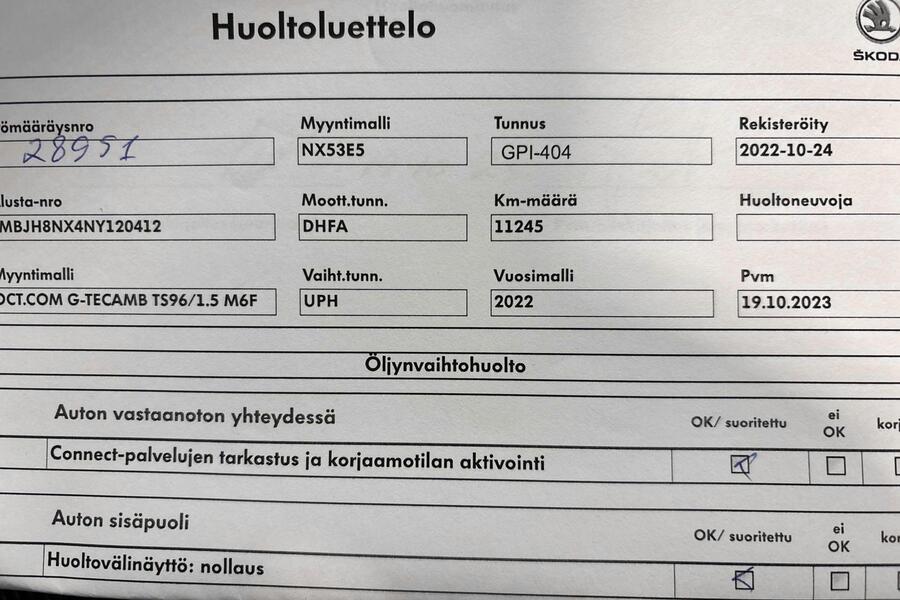 Huoltoluettelo
ŠKOD
ömääräysnro Myyntimalli Tunnus Rekisteröity
28951 NX53E5 GPI-404 2022-10-24
lusta-nro Moott.tunn. Km-määrä Huoltoneuvoja
MBJH8NX4NY120412 DHFA 11245
Myyntimalli Vaiht.tunn. Vuosimalli Pvm
OCT.COM G-TECAMB TS96/1.5 M6F UPH 2022 19.10.2023
Öljynvaihtohuolto
Auton vastaanoton yhteydessä OK/ suoritettu ei OK korj
Connect-palvelujen tarkastus ja korjaamotilan aktivointi
Auton sisäpuoli OK/ suoritettu ei OK kor
Huoltovälinäyttö: nollaus